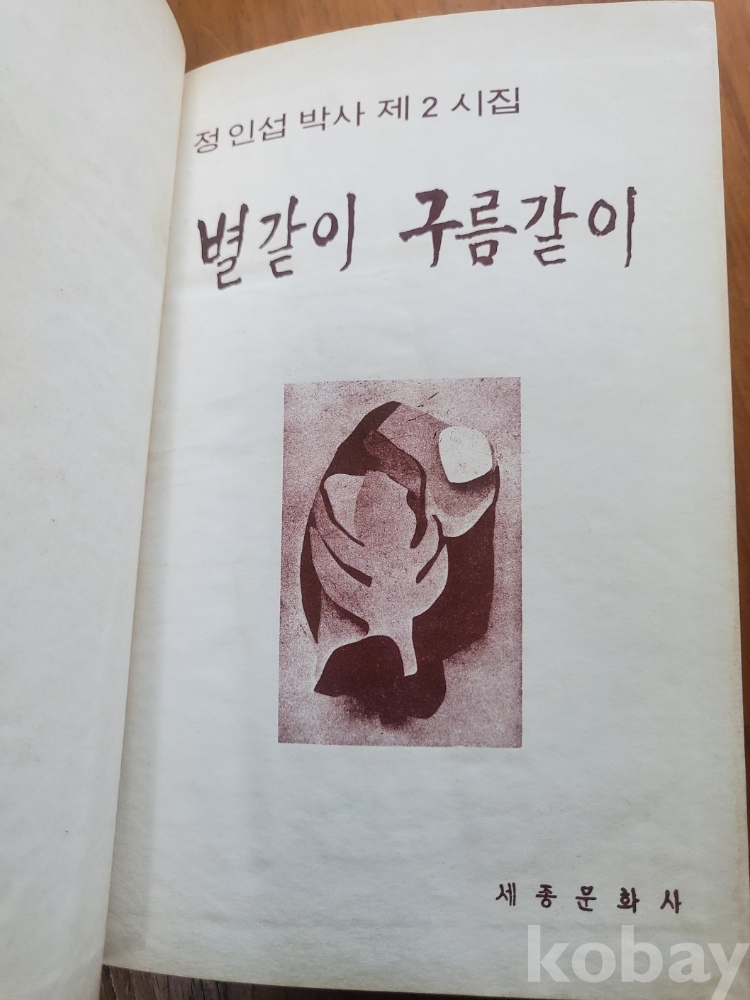 정인섭 박사 제 2 시집
별같이 구름같이
세종문화사
kobay